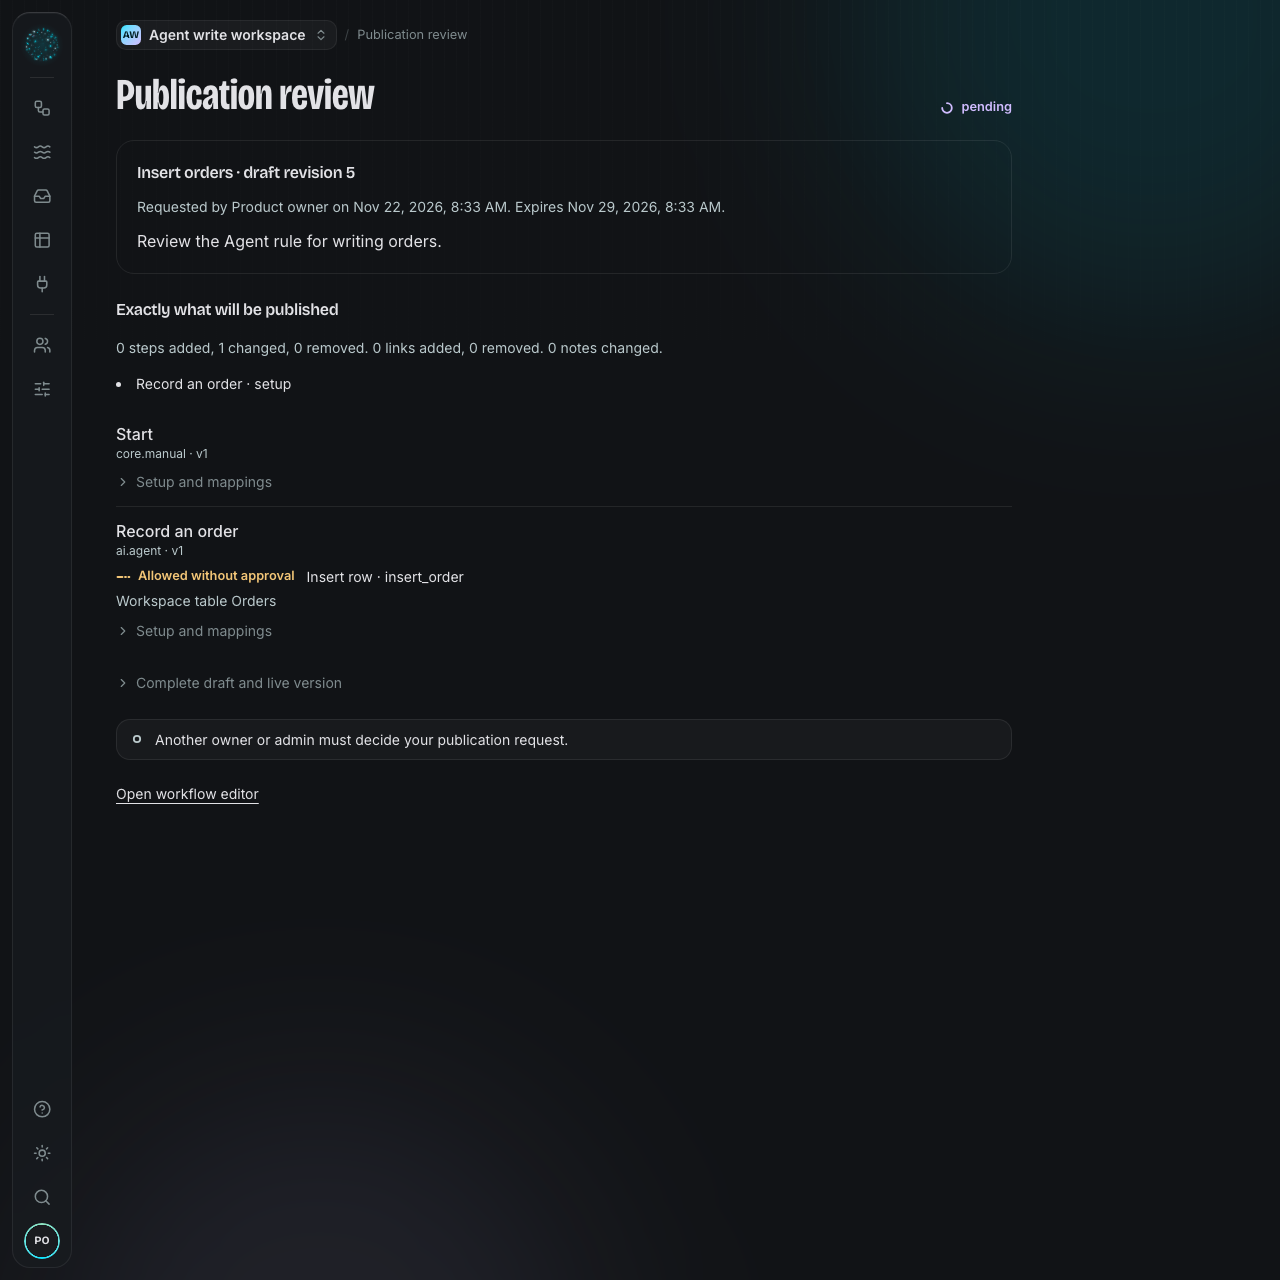 AW Agent write workspace / Publication review
Publication review
pending
Insert orders · draft revision 5
Requested by Product owner on Nov 22, 2026, 8:33 AM. Expires Nov 29, 2026, 8:33 AM.
Review the Agent rule for writing orders.
Exactly what will be published
0 steps added, 1 changed, 0 removed. 0 links added, 0 removed. 0 notes changed.
• Record an order · setup
Start
core.manual · v1
Setup and mappings
Record an order
ai.agent · v1
Allowed without approval Insert row · insert_order
Workspace table Orders
Setup and mappings
Complete draft and live version
Another owner or admin must decide your publication request.
Open workflow editor
PO